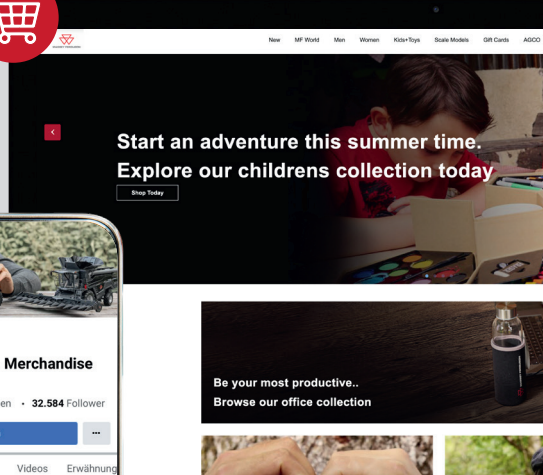 New MF World Men Women Kids+Toys Scale Models Gift Cards AGCO
Start an adventure this summer time.
Explore our childrens collection today
Shop Today
Merchandise
en • 32.584 Follower
Videos Erwähnung
Be your most productive..
Browse our office collection